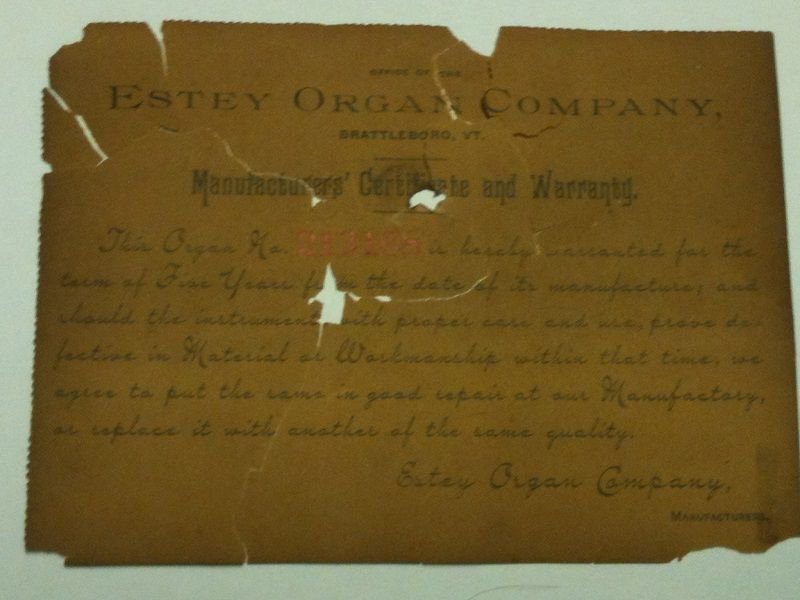 OFFICE OF THE
ESTEY ORGAN COMPANY,
BRATTLEBORO, VT.
Manufacturers' Certificate and Warranty.
This Organ No. is hereby warranted for the
term of Five Years from the date of its manufacture; and
should the instrument with proper care and use, prove de-
fective in Material or Workmanship within that time, we
agree to put the same in good repair at our Manufactory,
or replace it with another of the same quality.
Estey Organ Company,
MANUFACTURERS.